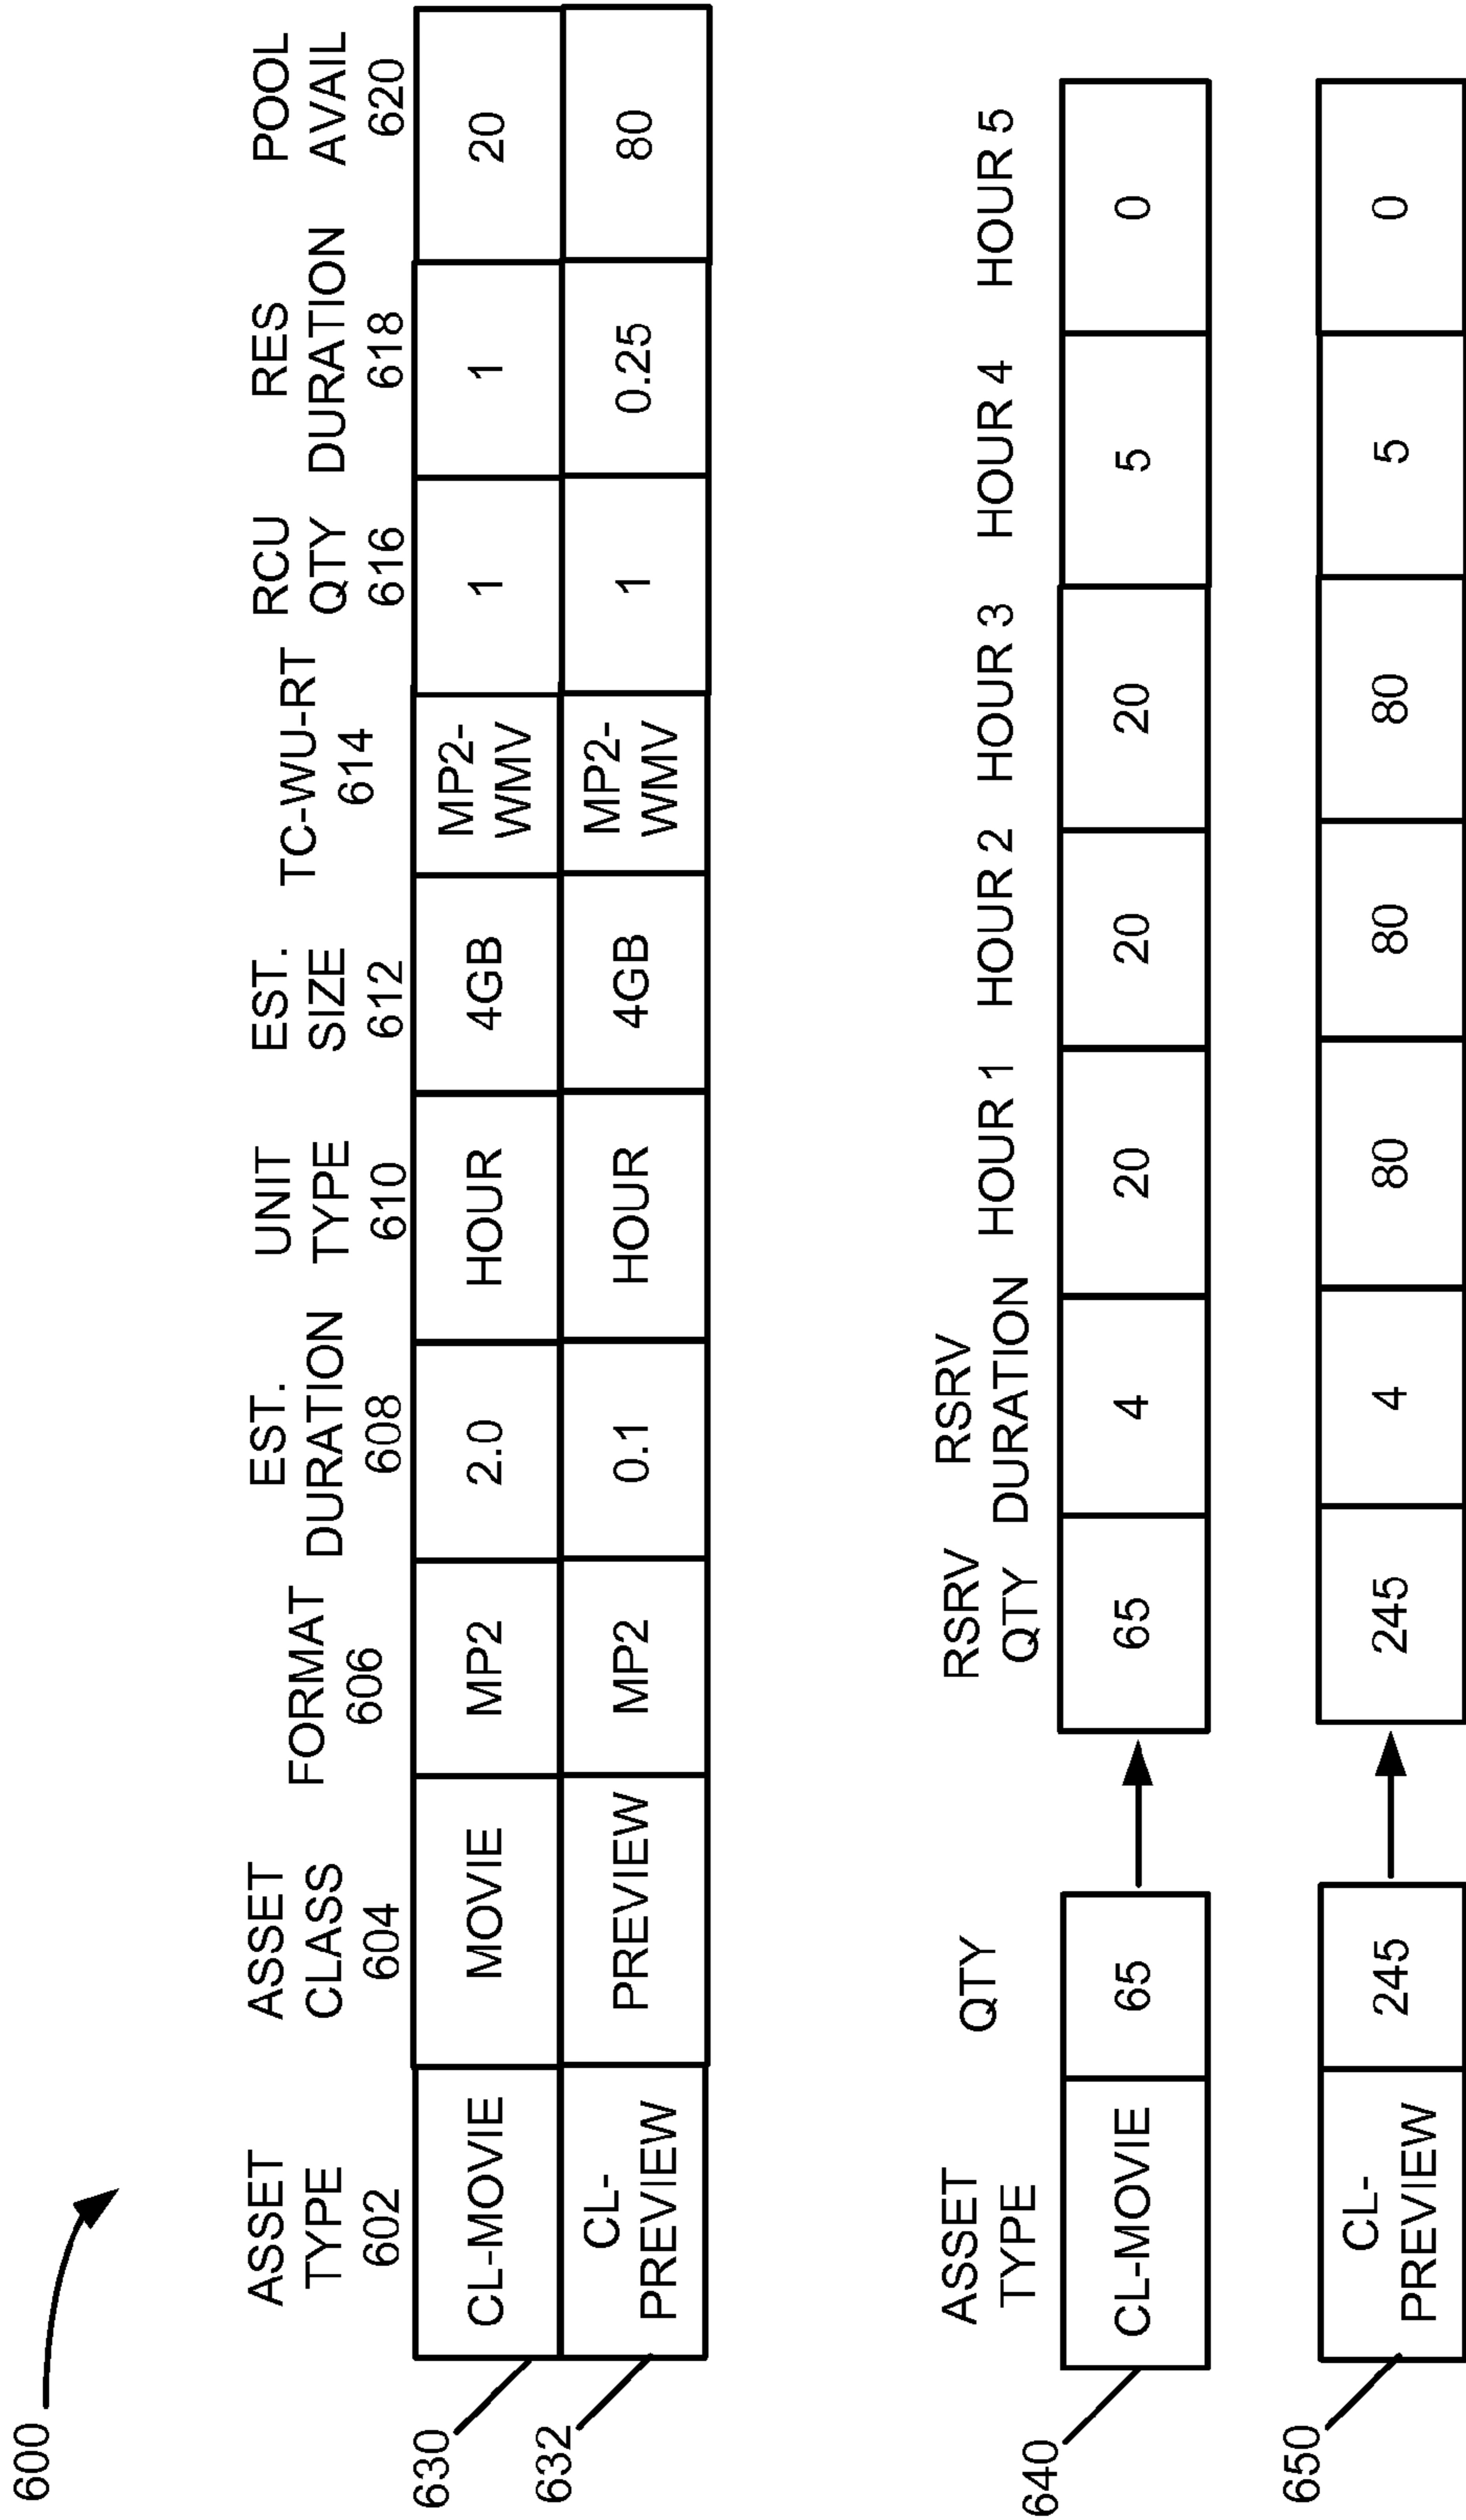 600
ASSET TYPE 602
ASSET CLASS 604
FORMAT 606
EST. DURATION 608
UNIT TYPE 610
EST. SIZE 612
TC-WU-RT 614
RCU QTY 616
RES DURATION 618
POOL AVAIL 620
630
CL-MOVIE MOVIE MP2 2.0 HOUR 4GB MP2-WMV 1 1 20
632
CL-PREVIEW PREVIEW MP2 0.1 HOUR 4GB MP2-WMV 1 0.25 80
ASSET TYPE QTY RSRV QTY RSRV DURATION HOUR 1 HOUR 2 HOUR 3 HOUR 4 HOUR 5
640
CL-MOVIE 65 65 4 20 20 20 5 0
650
CL-PREVIEW 245 245 4 80 80 80 5 0